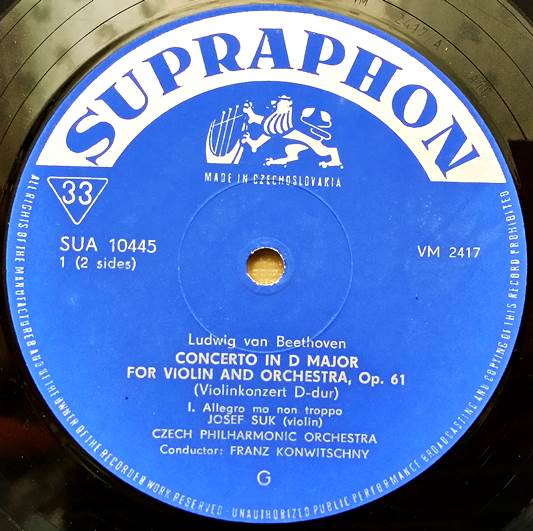 SUPRAPHON
MADE IN CZECHOSLOVAKIA
33
SUA 10445
1 (2 sides)
VM 2417
Ludwig van Beethoven
CONCERTO IN D MAJOR
FOR VIOLIN AND ORCHESTRA, Op. 61
(Violinkonzert D-dur)
I. Allegro ma non troppo
JOSEF SUK (violin)
CZECH PHILHARMONIC ORCHESTRA
Conductor: FRANZ KONWITSCHNY
G
ALL RIGHTS OF THE MANUFACTURER AND OF THE OWNER OF THE RECORDED WORK RESERVED · UNAUTHORIZED PUBLIC PERFORMANCE BROADCASTING AND COPYING OF THIS RECORD PROHIBITED
VM 2417 A